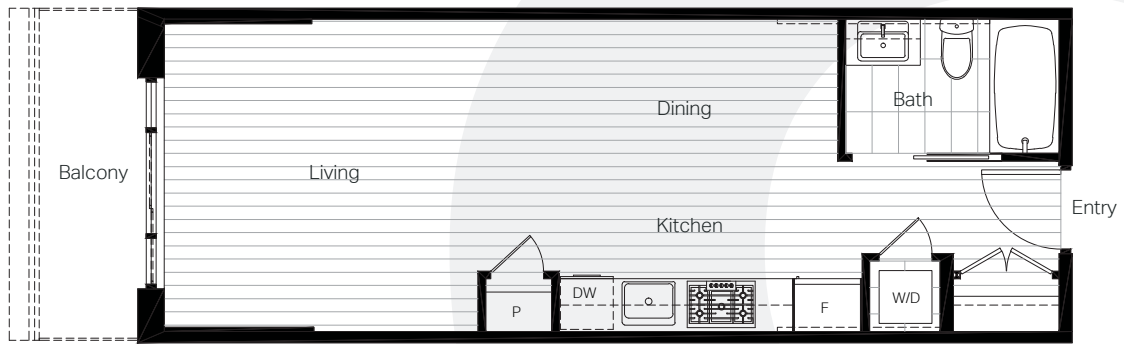 Dining
Bath
Balcony
Living
Entry
Kitchen
DW
W/D
P
F